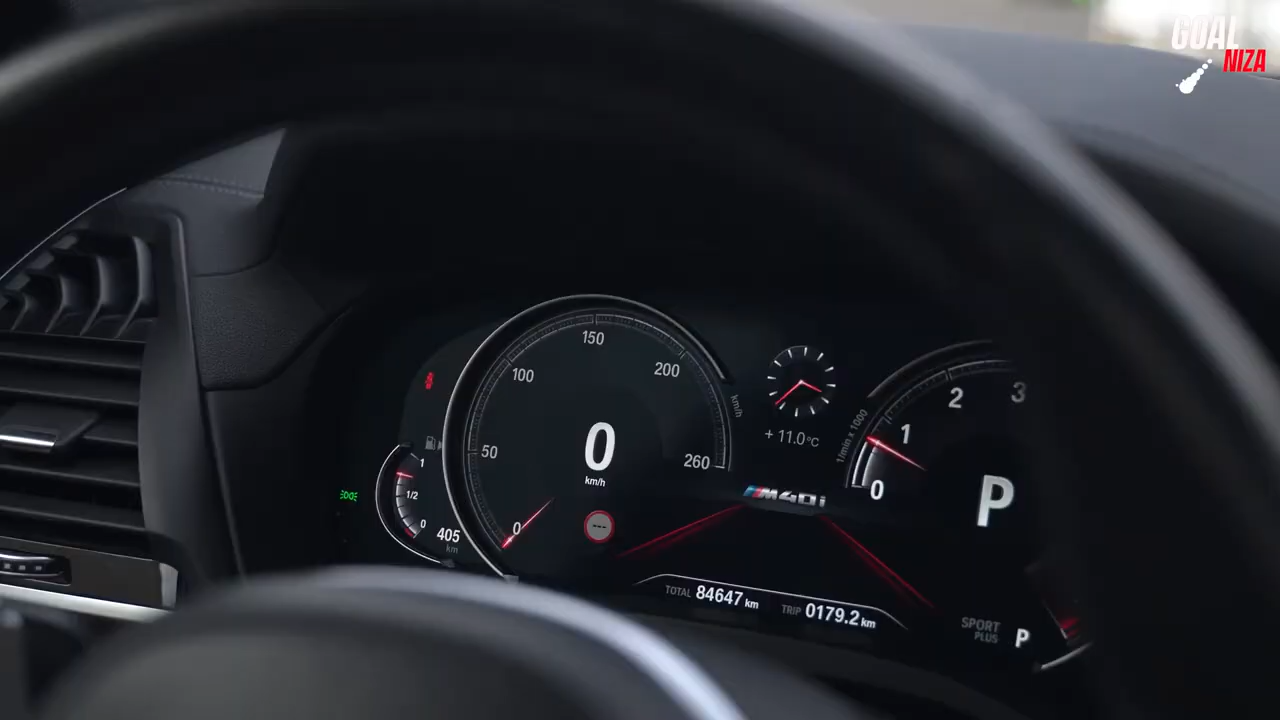 GOAL
NIZA
150
100
200
50
260
0
km/h
km/h
0
---
1
1/2
0
405
km
+ 11.0°C
M40i
1/min x 1000
0
1
2
3
P
TOTAL 84647 km
TRIP 0179.2 km
SPORT
PLUS
P